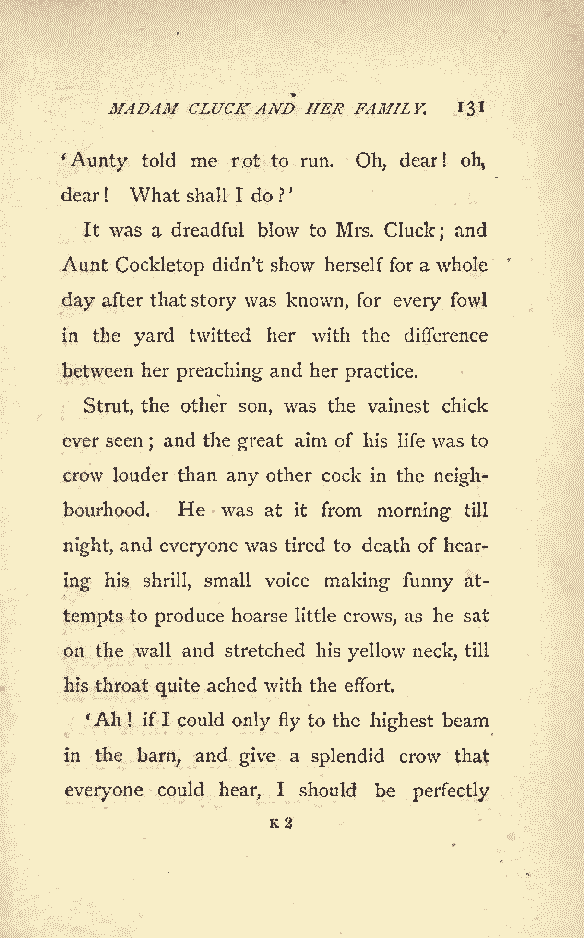 MADAM CLUCK AND HER FAMILY. 131
'Aunty told me not to run. Oh, dear! oh,
dear! What shall I do?'
It was a dreadful blow to Mrs. Cluck; and
Aunt Cockletop didn't show herself for a whole
day after that story was known, for every fowl
in the yard twitted her with the difference
between her preaching and her practice.
Strut, the other son, was the vainest chick
ever seen; and the great aim of his life was to
crow louder than any other cock in the neigh-
bourhood. He was at it from morning till
night, and everyone was tired to death of hear-
ing his shrill, small voice making funny at-
tempts to produce hoarse little crows, as he sat
on the wall and stretched his yellow neck, till
his throat quite ached with the effort.
'Ah! if I could only fly to the highest beam
in the barn, and give a splendid crow that
everyone could hear, I should be perfectly
K 2